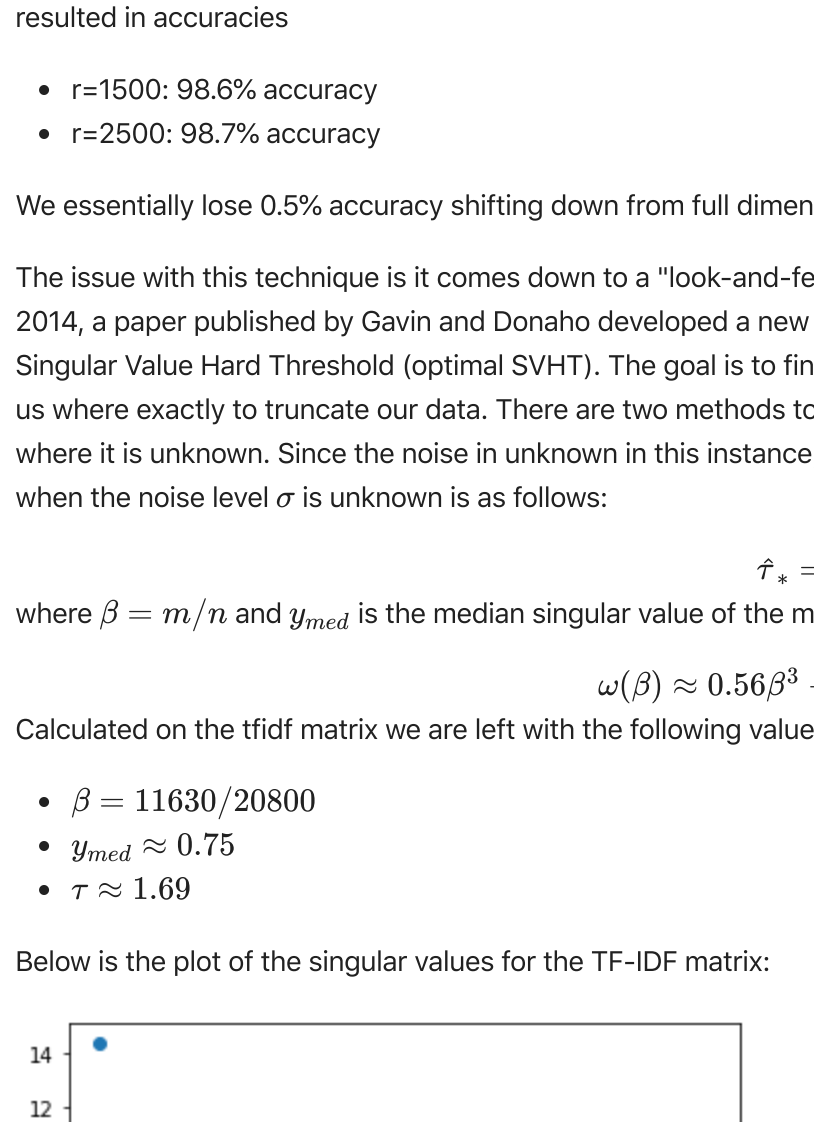 resulted in accuracies
• r=1500: 98.6% accuracy
• r=2500: 98.7% accuracy
We essentially lose 0.5% accuracy shifting down from full dimen
The issue with this technique is it comes down to a "look-and-fe
2014, a paper published by Gavin and Donaho developed a new
Singular Value Hard Threshold (optimal SVHT). The goal is to fin
us where exactly to truncate our data. There are two methods to
where it is unknown. Since the noise in unknown in this instance
when the noise level σ is unknown is as follows:
τ̂* =
where β = m/n and y_med is the median singular value of the m
ω(β) ≈ 0.56β³ -
Calculated on the tfidf matrix we are left with the following value
• β = 11630/20800
• y_med ≈ 0.75
• τ ≈ 1.69
Below is the plot of the singular values for the TF-IDF matrix:
14
12